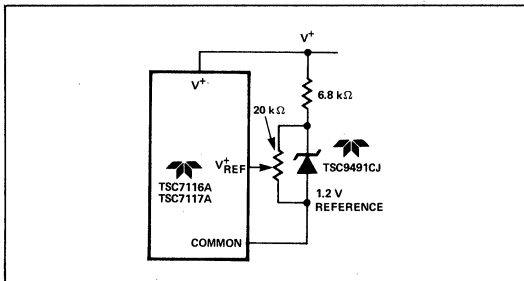 V+
V+
6.8 kΩ
20 kΩ
V+REF
TSC9491CJ
TSC7116A
TSC7117A
1.2 V
REFERENCE
COMMON